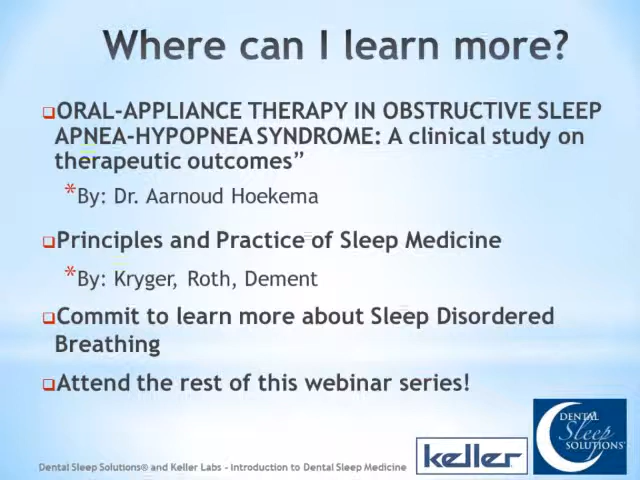 Where can I learn more?
ORAL-APPLIANCE THERAPY IN OBSTRUCTIVE SLEEP
APNEA-HYPOPNEA SYNDROME: A clinical study on
therapeutic outcomes”
*By: Dr. Aarnoud Hoekema
Principles and Practice of Sleep Medicine
*By: Kryger, Roth, Dement
Commit to learn more about Sleep Disordered
Breathing
Attend the rest of this webinar series!
Dental Sleep Solutions® and Keller Labs - Introduction to Dental Sleep Medicine
keller
DENTAL
Sleep
SOLUTIONS